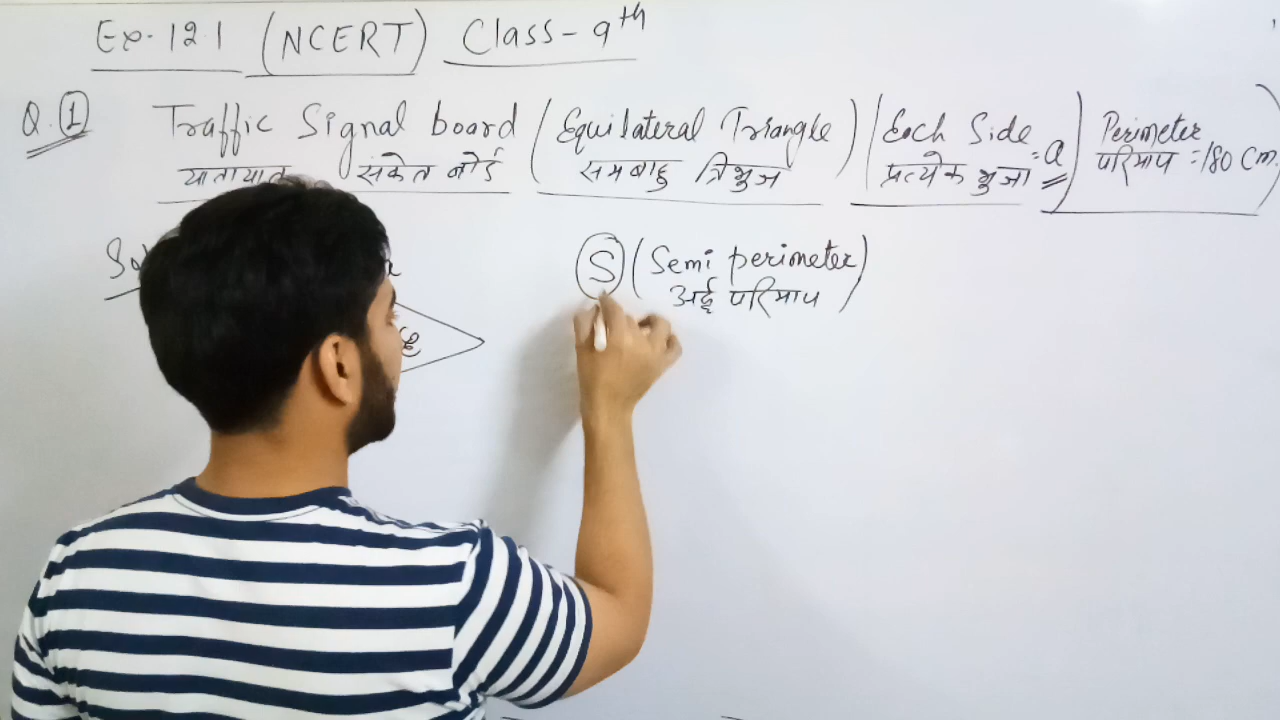 Ex. 12.1 (NCERT) Class - 9th
Q. 1 Traffic Signal board (Equilateral Triangle) (Each Side = a) Perimeter = 180 cm)
यातायात संकेत बोर्ड समबाहु त्रिभुज प्रत्येक भुजा परिमाप
S (Semi perimeter)
अर्द्ध परिमाप